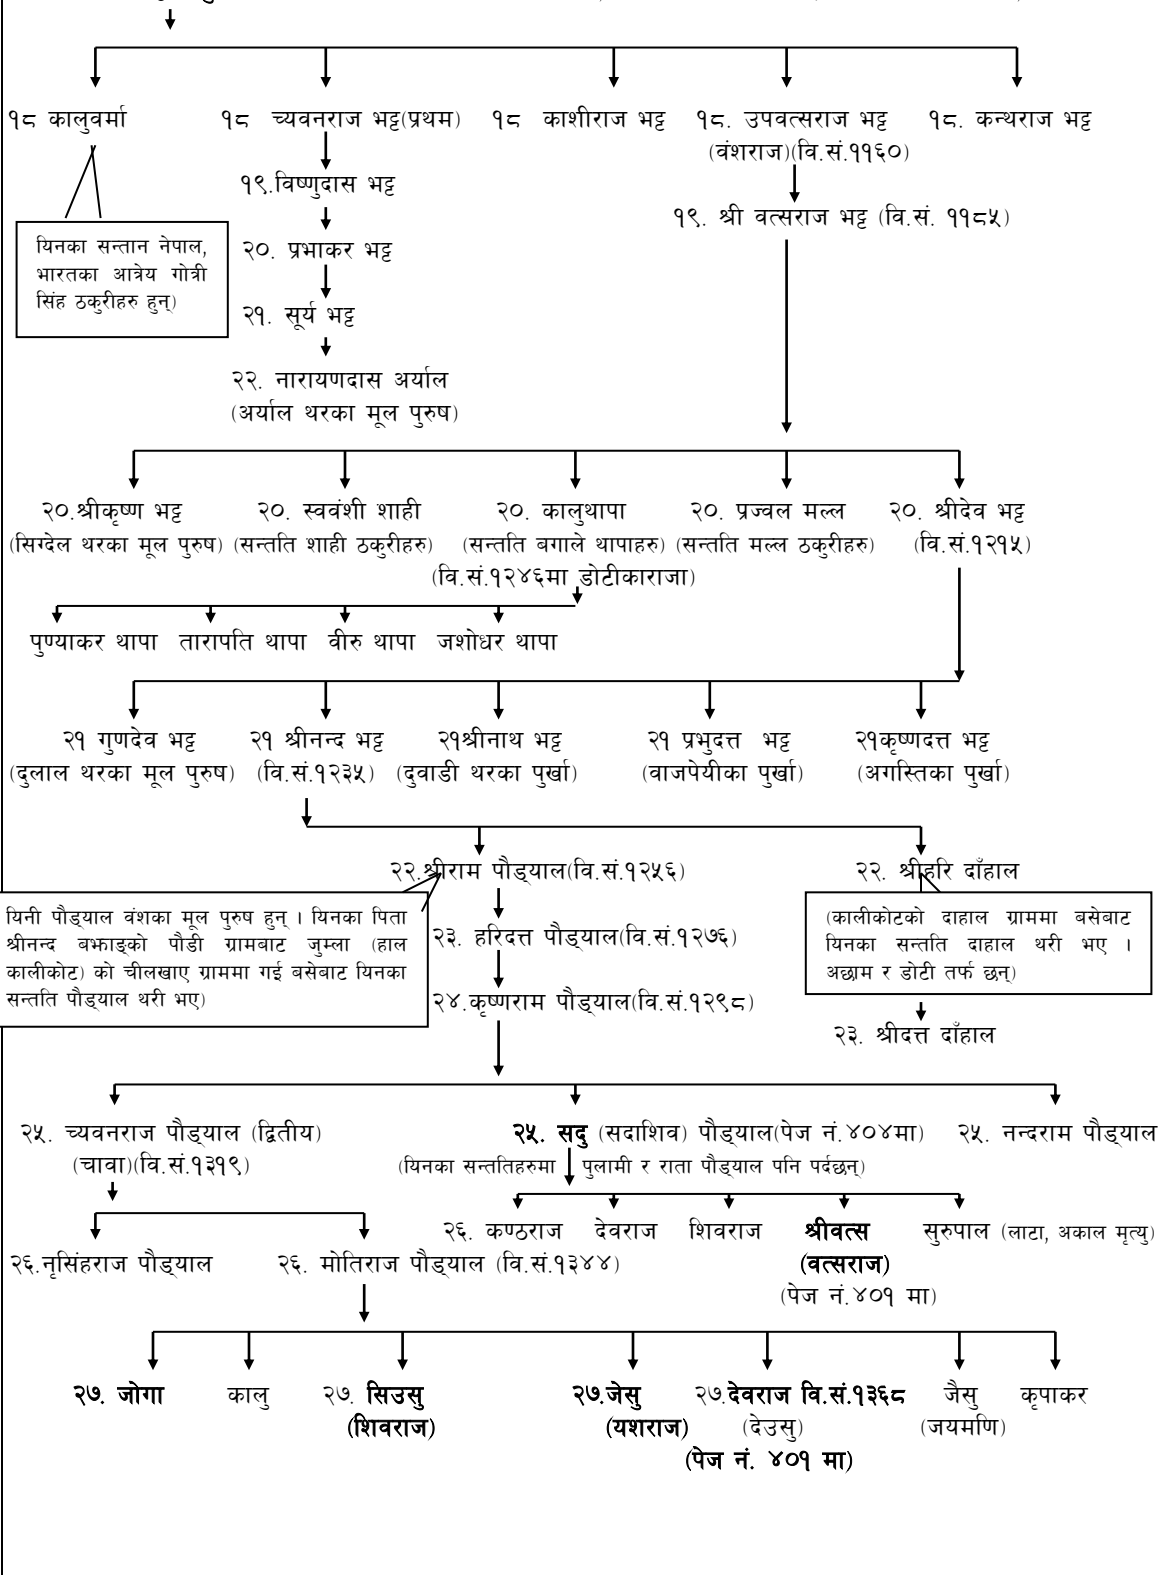 १८ कालुवर्मा १८ च्यवनराज भट्ट(प्रथम) १८ काशीराज भट्ट १८. उपवत्सराज भट्ट १८. कन्थराज भट्ट
(वंशराज)(वि.सं.११६०)
१९.विष्णुदास भट्ट
१९. श्री वत्सराज भट्ट (वि.सं. ११८५)
यिनका सन्तान नेपाल,
भारतका आत्रेय गोत्री
सिंह ठकुरीहरु हुन्)
२०. प्रभाकर भट्ट
२१. सूर्य भट्ट
२२. नारायणदास अर्याल
(अर्याल थरका मूल पुरुष)
२०.श्रीकृष्ण भट्ट २०. स्ववंशी शाही २०. कालुथापा २०. प्रज्वल मल्ल २०. श्रीदेव भट्ट
(सिग्देल थरका मूल पुरुष) (सन्तति शाही ठकुरीहरु) (सन्तति बगाले थापाहरु) (सन्तति मल्ल ठकुरीहरु) (वि.सं.१२१५)
(वि.सं.१२४६मा डोटीकाराजा)
पुण्याकर थापा तारापति थापा वीरु थापा जशोधर थापा
२१ गुणदेव भट्ट २१ श्रीनन्द भट्ट २१श्रीनाथ भट्ट २१ प्रभुदत्त भट्ट २१कृष्णदत्त भट्ट
(दुलाल थरका मूल पुरुष) (वि.सं.१२३५) (दुवाडी थरका पुर्खा) (वाजपेयीका पुर्खा) (अगस्तिका पुर्खा)
२२.श्रीराम पौड्याल(वि.सं.१२५६) २२. श्रीहरि दाँहाल
यिनी पौड्याल वंशका मूल पुरुष हुन् । यिनका पिता
श्रीनन्द बझाङ्को पौडी ग्रामबाट जुम्ला (हाल
कालीकोट) को चीलखाए ग्राममा गई बसेबाट यिनका
सन्तति पौड्याल थरी भए)
२३. हरिदत्त पौड्याल(वि.सं.१२७६)
२४.कृष्णराम पौड्याल(वि.सं.१२९८)
(कालीकोटको दाहाल ग्राममा बसेबाट
यिनका सन्तति दाहाल थरी भए ।
अछाम र डोटी तर्फ छन्)
२३. श्रीदत्त दाँहाल
२५. च्यवनराज पौड्याल (द्वितीय) २५. सदु (सदाशिव) पौड्याल(पेज नं.४०४मा) २५. नन्दराम पौड्याल
(चावा)(वि.सं.१३१९) (यिनका सन्ततिहरुमा पुलामी र राता पौड्याल पनि पर्दछन्)
२६. कण्ठराज देवराज शिवराज श्रीवत्स सुरुपाल (लाटा, अकाल मृत्यु)
२६.नृसिंहराज पौड्याल २६. मोतिराज पौड्याल (वि.सं.१३४४) (वत्सराज)
(पेज नं.४०१ मा)
२७. जोगा कालु २७. सिउसु २७.जेसु २७.देवराज वि.सं.१३६८ जैसु कृपाकर
(शिवराज) (यशराज) (देउसु) (जयमणि)
(पेज नं. ४०१ मा)